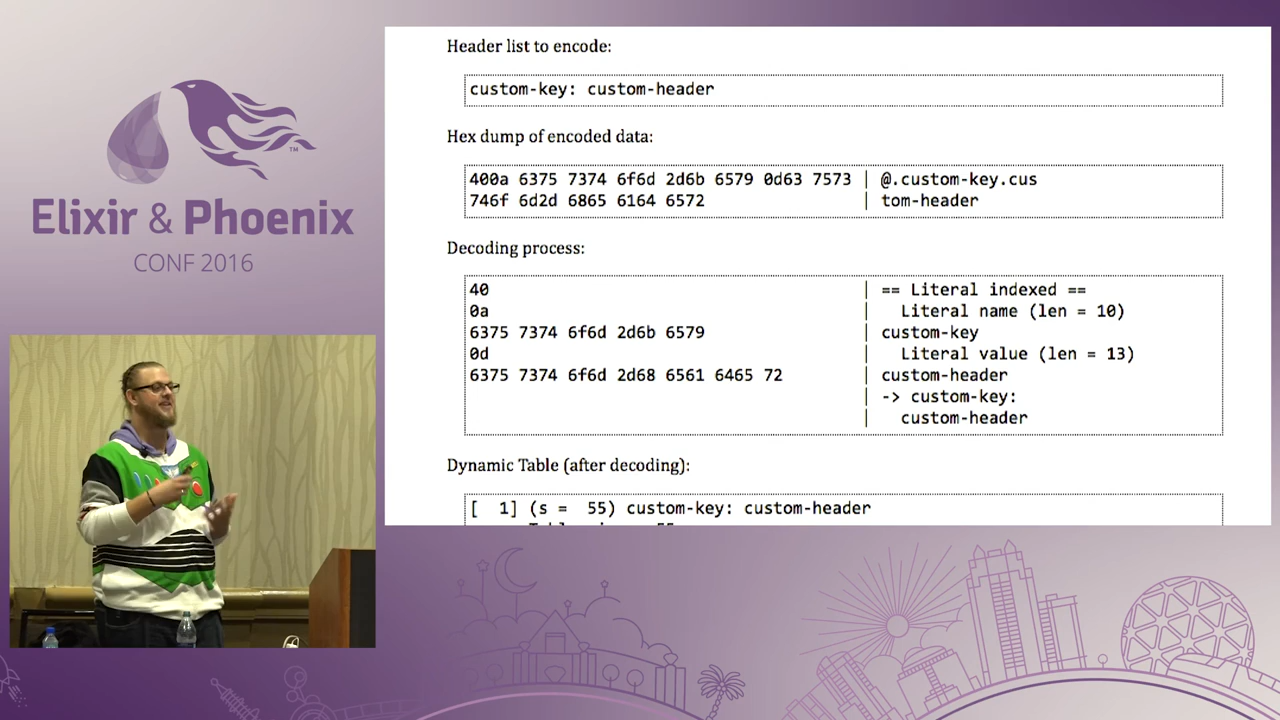 Elixir & Phoenix
CONF 2016
TM
Header list to encode:
custom-key: custom-header
Hex dump of encoded data:
400a 6375 7374 6f6d 2d6b 6579 0d63 7573 | @.custom-key.cus
746f 6d2d 6865 6164 6572 | tom-header
Decoding process:
40 | == Literal indexed ==
0a | Literal name (len = 10)
6375 7374 6f6d 2d6b 6579 | custom-key
0d | Literal value (len = 13)
6375 7374 6f6d 2d68 6561 6465 72 | custom-header
| -> custom-key:
| custom-header
Dynamic Table (after decoding):
[ 1] (s = 55) custom-key: custom-header